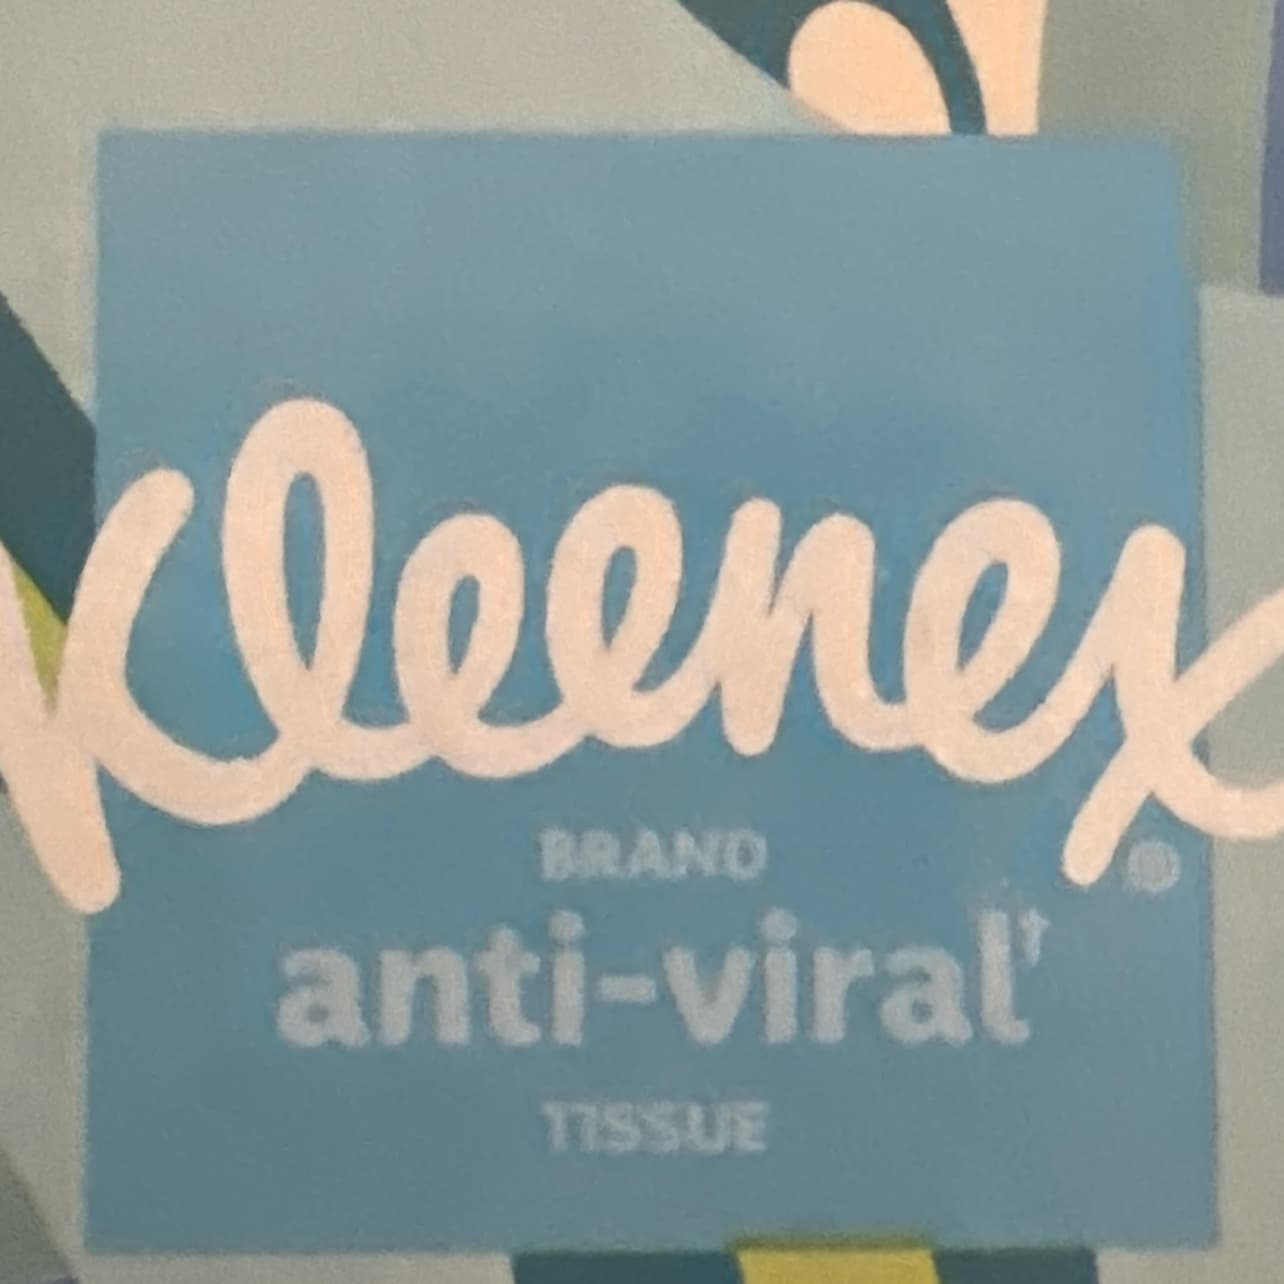 Kleenex®
BRAND
anti-viral†
TISSUE